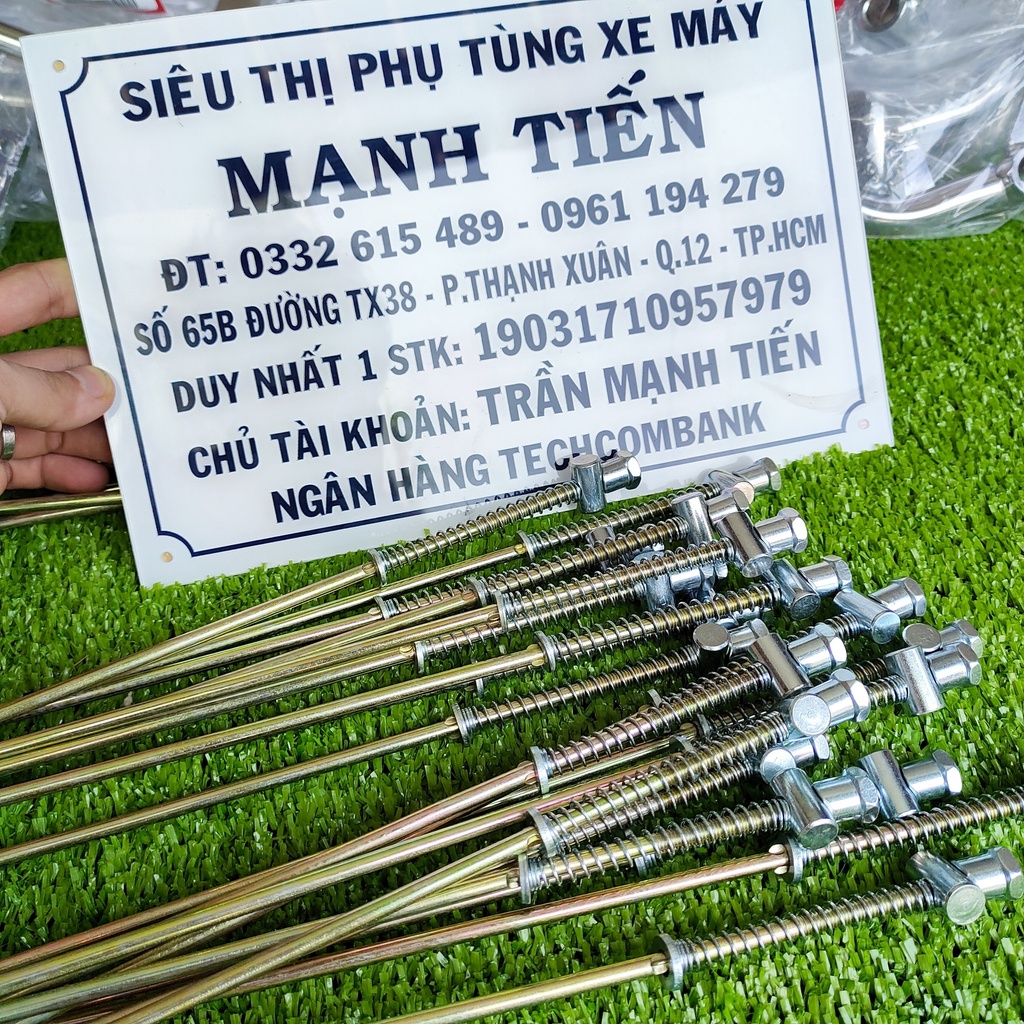 SIÊU THỊ PHỤ TÙNG XE MÁY
MẠNH TIẾN
ĐT: 0332 615 489 - 0961 194 279
SỐ 65B ĐƯỜNG TX38 - P.THẠNH XUÂN - Q.12 - TP.HCM
DUY NHẤT 1 STK: 19031710957979
CHỦ TÀI KHOẢN: TRẦN MẠNH TIẾN
NGÂN HÀNG TECHCOMBANK